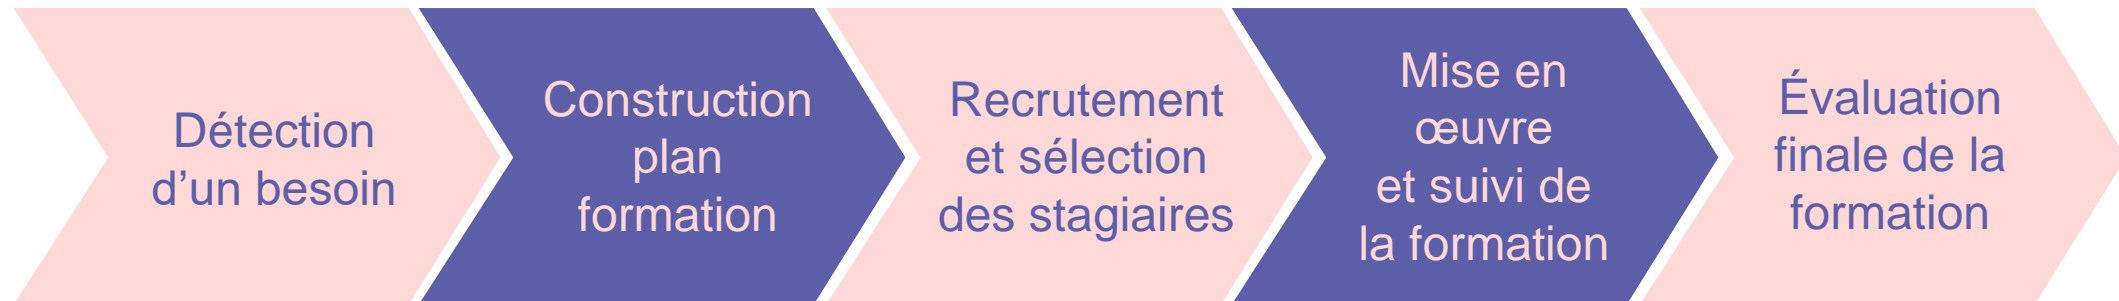 Détection
d’un besoin
Construction
plan
formation
Recrutement
et sélection
des stagiaires
Mise en
œuvre
et suivi de
la formation
Évaluation
finale de la
formation